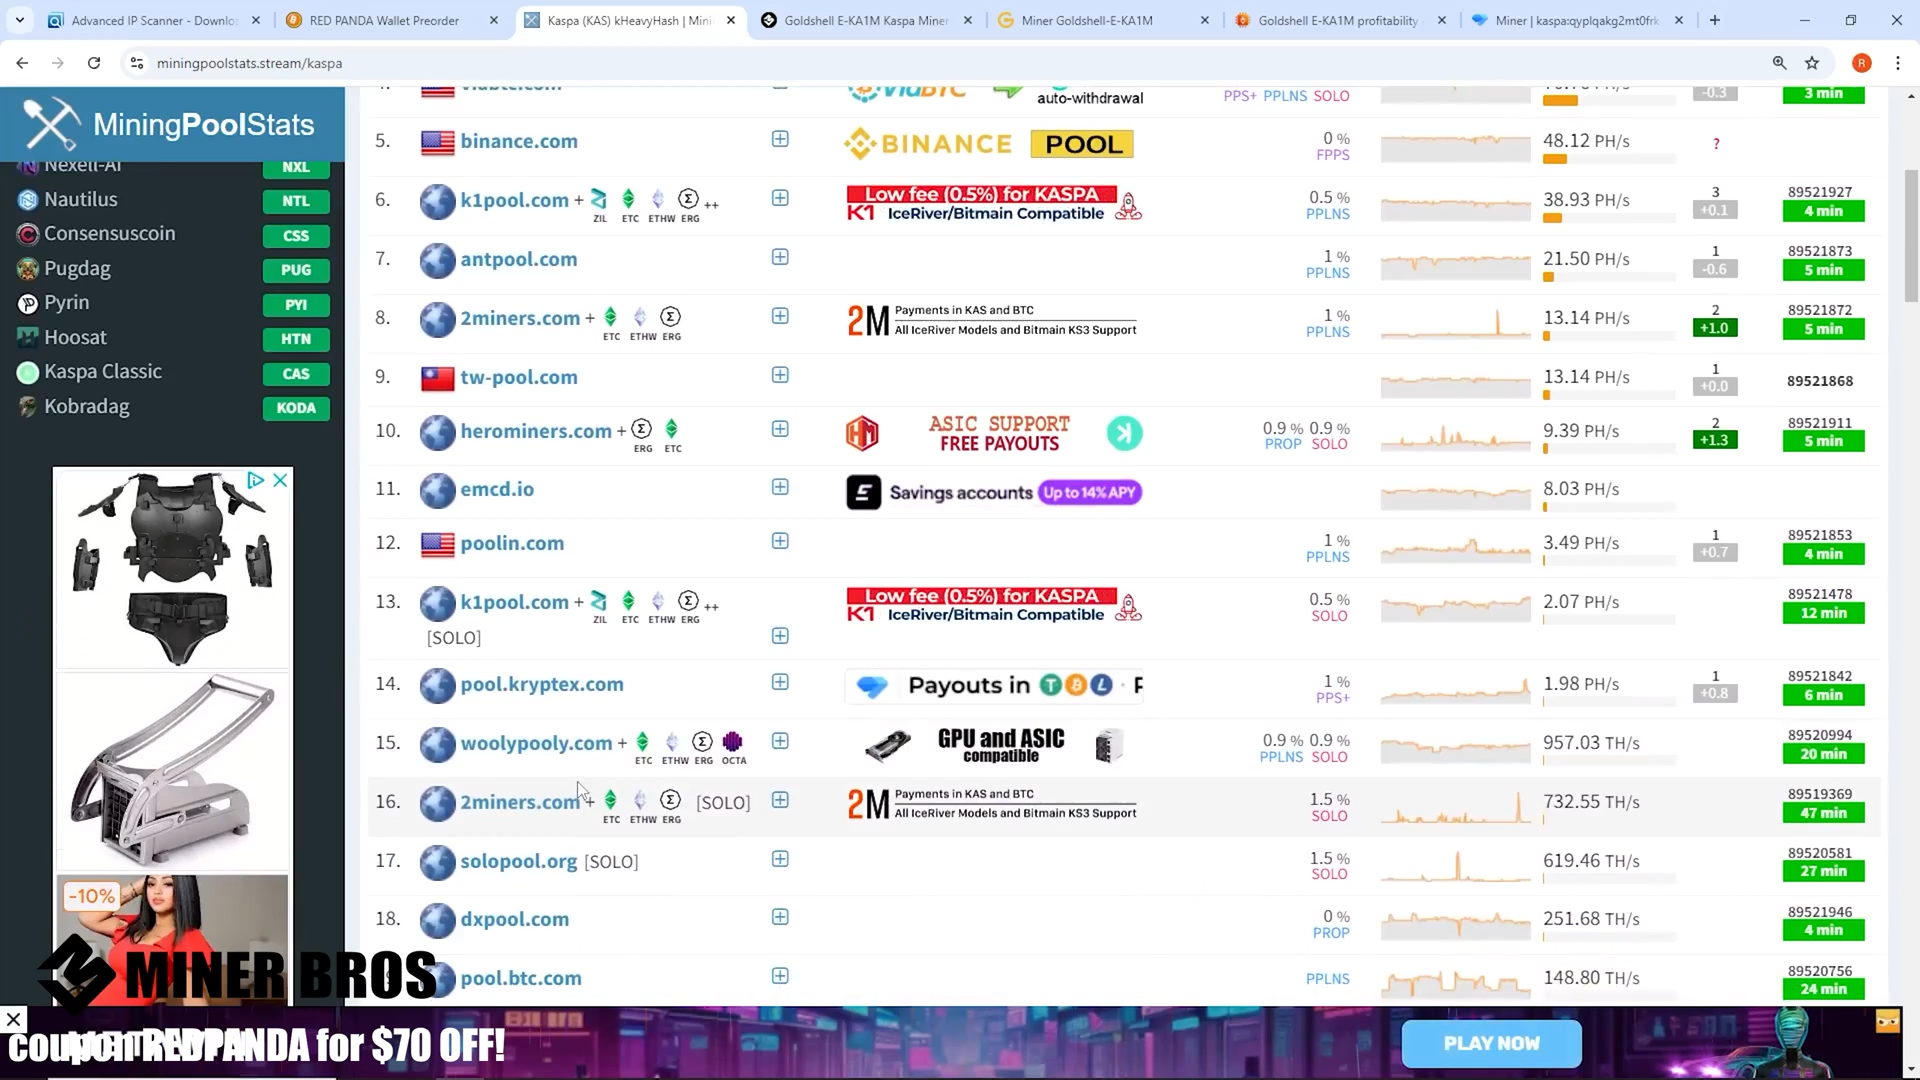 Advanced IP Scanner - Downlo
RED PANDA Wallet Preorder
Kaspa (KAS) kHeavyHash | Mini
Goldshell E-KA1M Kaspa Miner
Miner Goldshell-E-KA1M
Goldshell E-KA1M profitability
Miner | kaspa:qyplqakg2mt0frk
miningpoolstats.stream/kaspa
R
MiningPoolStats
Nexell-AI NXL
Nautilus NTL
Consensuscoin CSS
Pugdag PUG
Pyrin PYI
Hoosat HTN
Kaspa Classic CAS
Kobradag KODA
-10%
4. viabtc.com ViaBTC auto-withdrawal PPS+ PPLNS SOLO -0.3 3 min
5. binance.com BINANCE POOL 0 % FPPS 48.12 PH/s ?
6. k1pool.com + ZIL ETC ETHW ERG ++ Low fee (0.5%) for KASPA K1 IceRiver/Bitmain Compatible 0.5 % PPLNS 38.93 PH/s 3 +0.1 89521927 4 min
7. antpool.com 1 % PPLNS 21.50 PH/s 1 -0.6 89521873 5 min
8. 2miners.com + ETC ETHW ERG 2M Payments in KAS and BTC All IceRiver Models and Bitmain KS3 Support 1 % PPLNS 13.14 PH/s 2 +1.0 89521872 5 min
9. tw-pool.com 13.14 PH/s 1 +0.0 89521868
10. herominers.com + ERG ETC HM ASIC SUPPORT FREE PAYOUTS 0.9 % 0.9 % PROP SOLO 9.39 PH/s 2 +1.3 89521911 5 min
11. emcd.io Savings accounts Up to 14% APY 8.03 PH/s
12. poolin.com 1 % PPLNS 3.49 PH/s 1 +0.7 89521853 4 min
13. k1pool.com + ZIL ETC ETHW ERG ++ [SOLO] Low fee (0.5%) for KASPA K1 IceRiver/Bitmain Compatible 0.5 % SOLO 2.07 PH/s 89521478 12 min
14. pool.kryptex.com Payouts in 1 % PPS+ 1.98 PH/s 1 +0.8 89521842 6 min
15. woolypooly.com + ETC ETHW ERG OCTA GPU and ASIC compatible 0.9 % 0.9 % PPLNS SOLO 957.03 TH/s 89520994 20 min
16. 2miners.com + ETC ETHW ERG [SOLO] 2M Payments in KAS and BTC All IceRiver Models and Bitmain KS3 Support 1.5 % SOLO 732.55 TH/s 89519369 47 min
17. solopool.org [SOLO] 1.5 % SOLO 619.46 TH/s 89520581 27 min
18. dxpool.com 0 % PROP 251.68 TH/s 89521946 4 min
pool.btc.com PPLNS 148.80 TH/s 89520756 24 min
MINER BROS
coupon REDPANDA for $70 OFF!
PLAY NOW